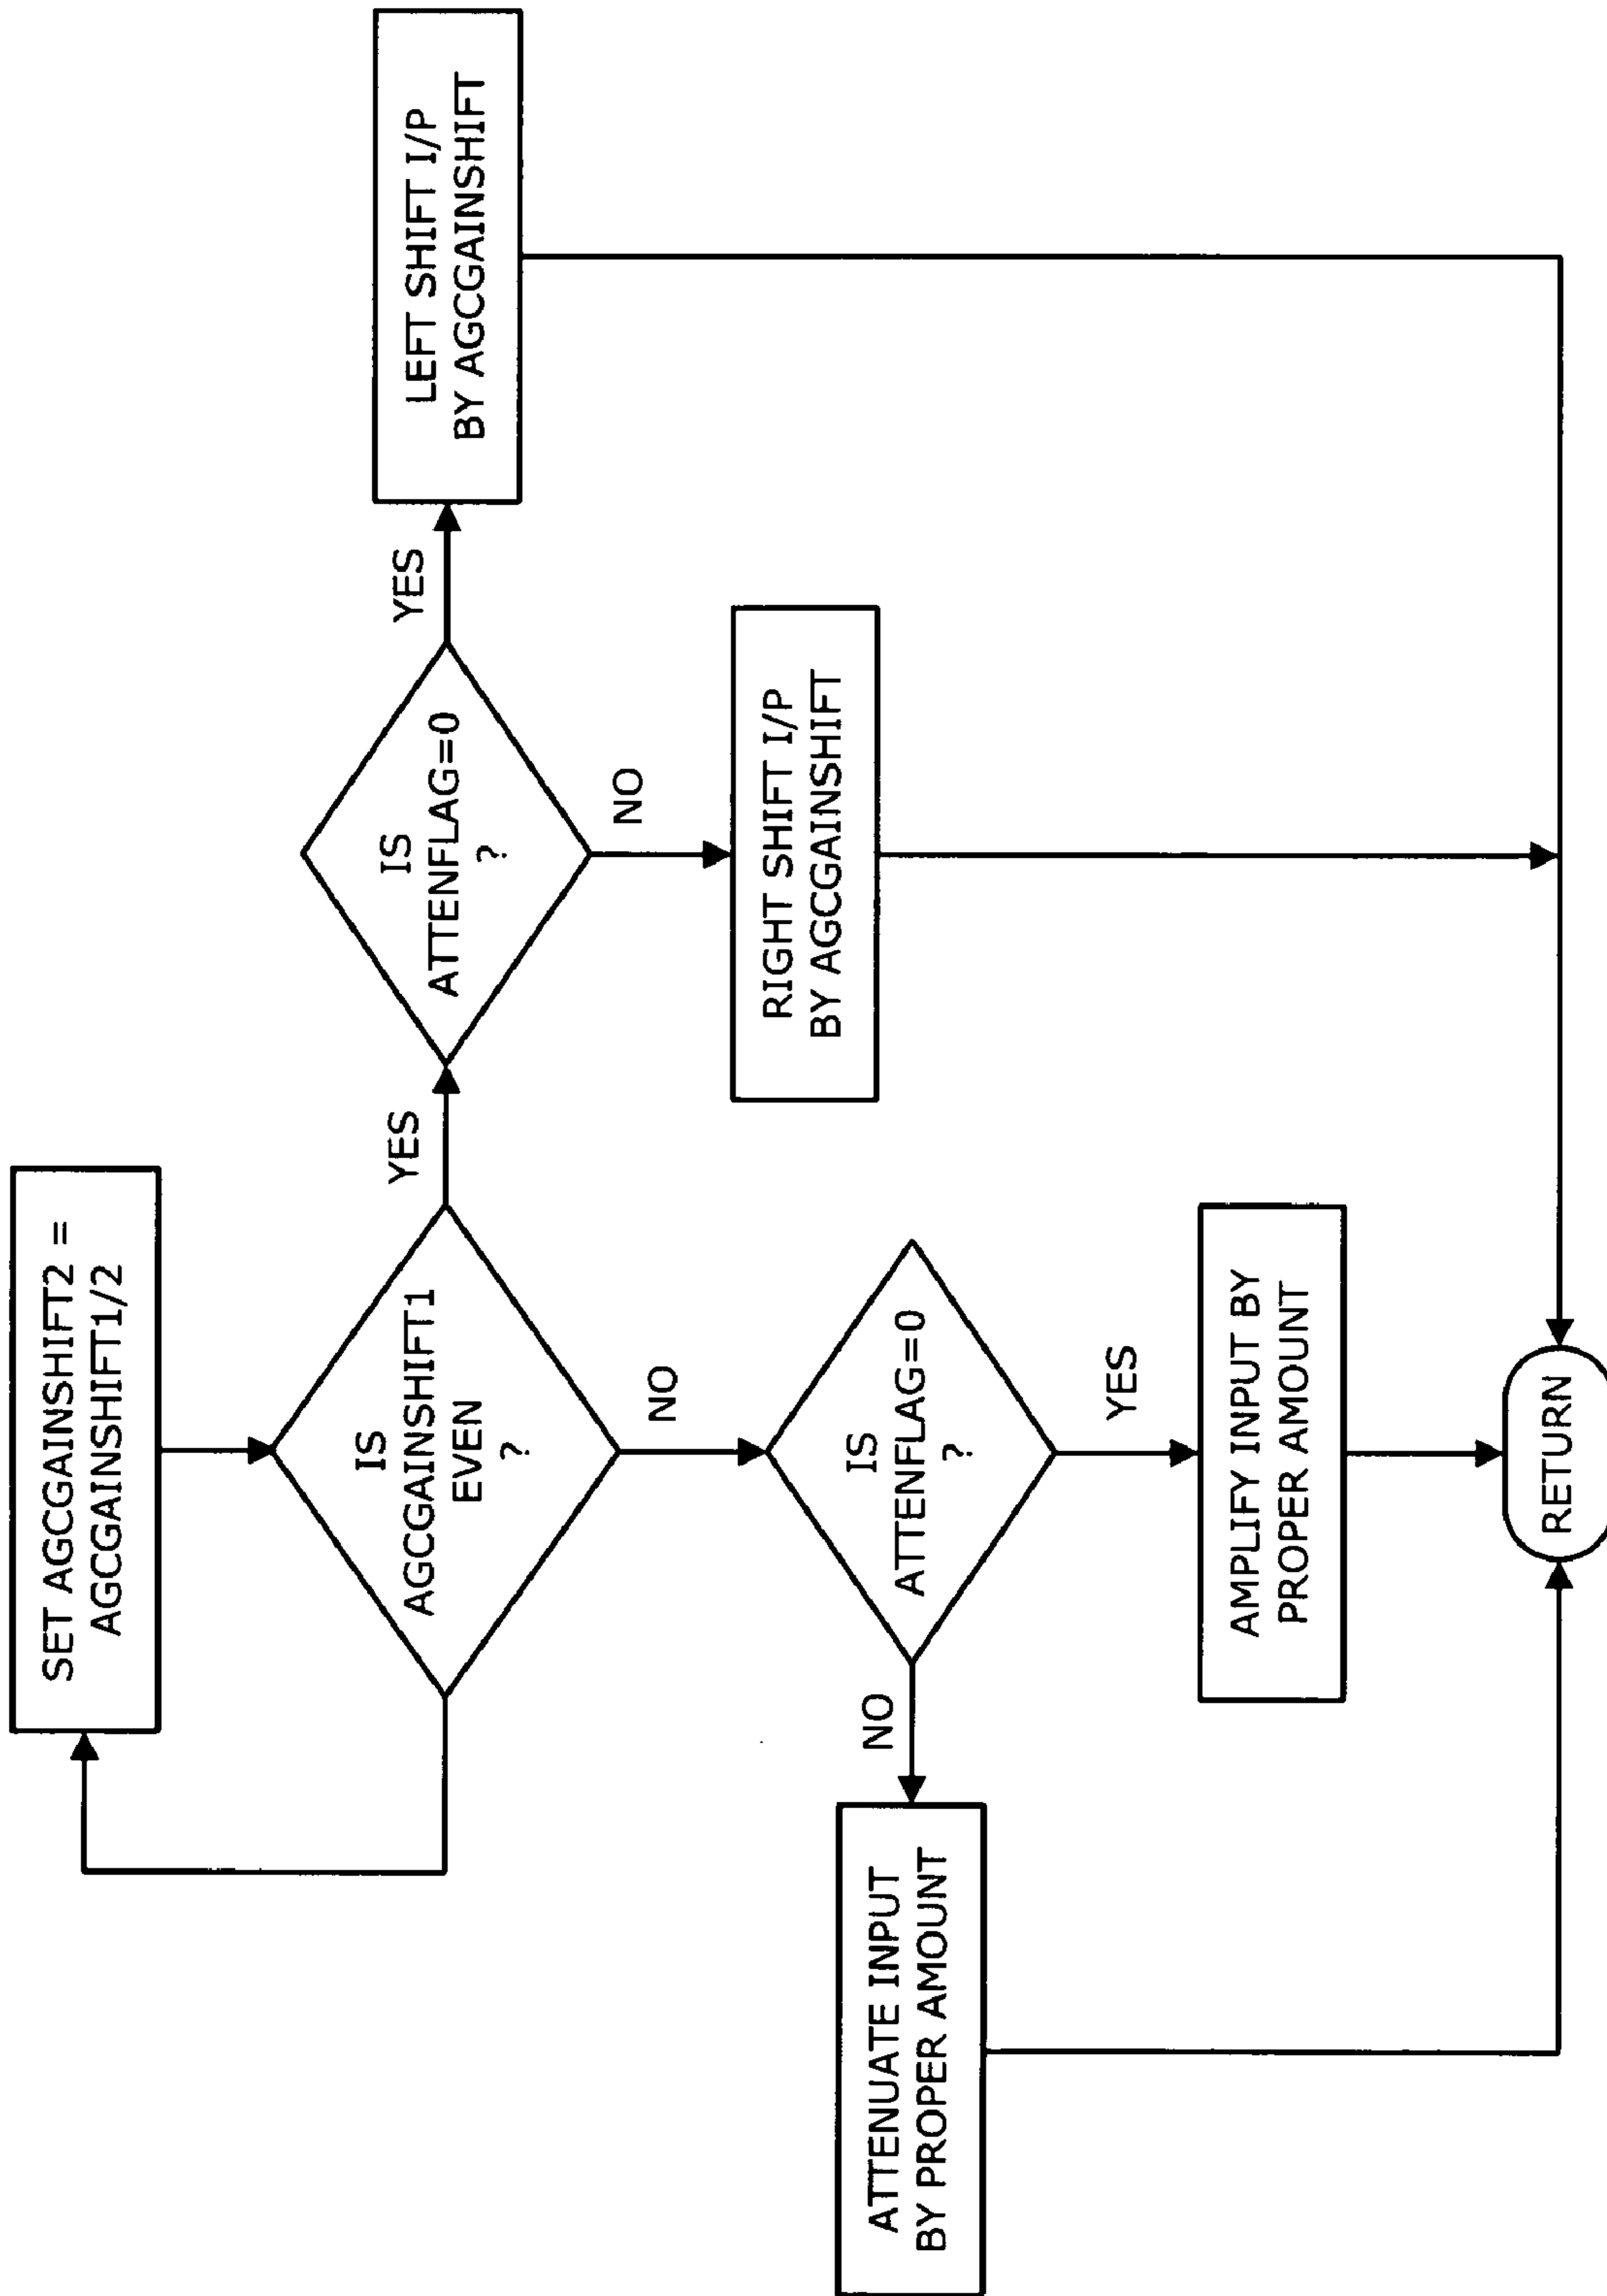 SET AGCGAINSHIFT2 =
AGCGAINSHIFT1/2
IS
AGCGAINSHIFT1
EVEN
?
YES
IS
ATTENFLAG=0
?
YES
LEFT SHIFT I/P
BY AGCGAINSHIFT
NO
RIGHT SHIFT I/P
BY AGCGAINSHIFT
NO
IS
ATTENFLAG=0
?
NO
ATTENUATE INPUT
BY PROPER AMOUNT
YES
AMPLIFY INPUT BY
PROPER AMOUNT
RETURN